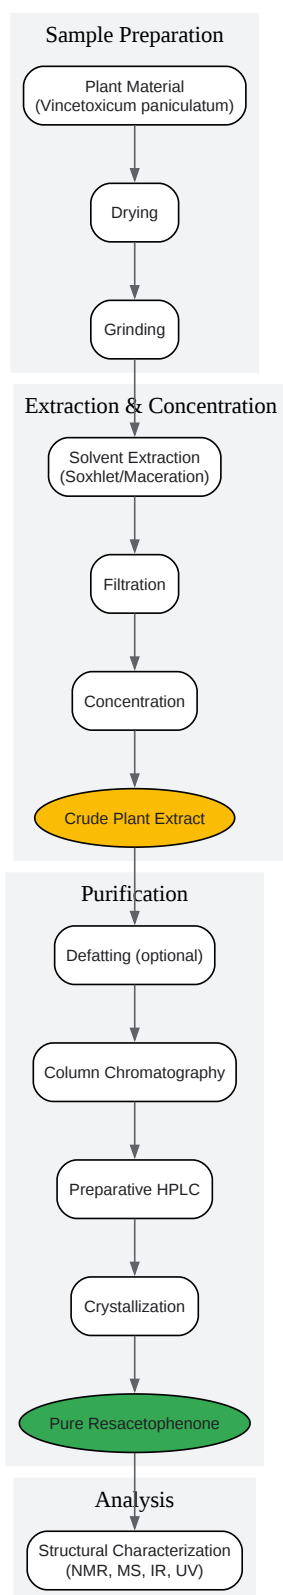 Sample Preparation
Plant Material
(Vincetoxicum paniculatum)
Drying
Grinding
Extraction & Concentration
Solvent Extraction
(Soxhlet/Maceration)
Filtration
Concentration
Crude Plant Extract
Purification
Defatting (optional)
Column Chromatography
Preparative HPLC
Crystallization
Pure Resacetophenone
Analysis
Structural Characterization
(NMR, MS, IR, UV)